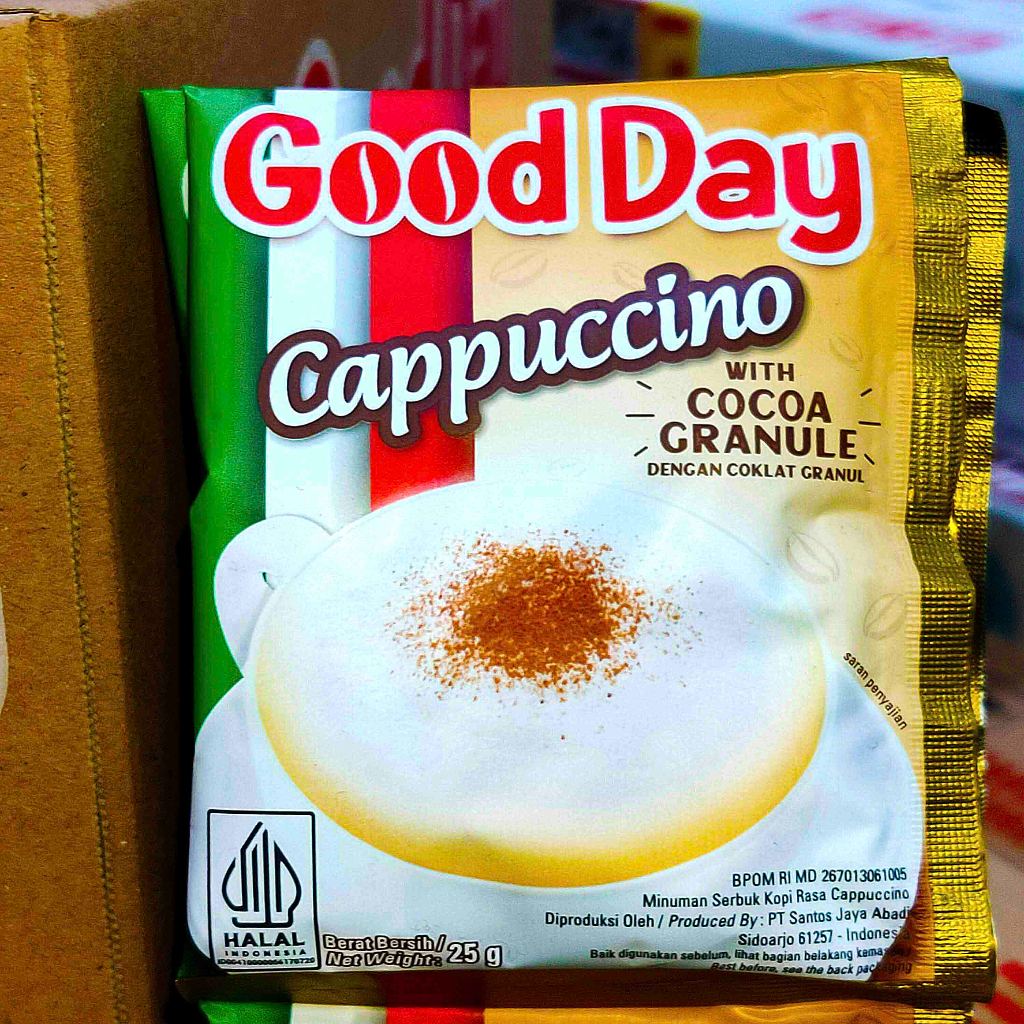 Good Day
Cappuccino
WITH
COCOA
GRANULE
DENGAN COKLAT GRANUL
saran penyajian
HALAL
INDONESIA
Berat Bersih /
Net Weight: 25 g
BPOM RI MD 267013061005
Minuman Serbuk Kopi Rasa Cappuccino
Diproduksi Oleh / Produced By : PT Santos Jaya Abadi
Sidoarjo 61257 - Indonesia
Baik digunakan sebelum, lihat bagian belakang kemasan
Best before, see the back packaging